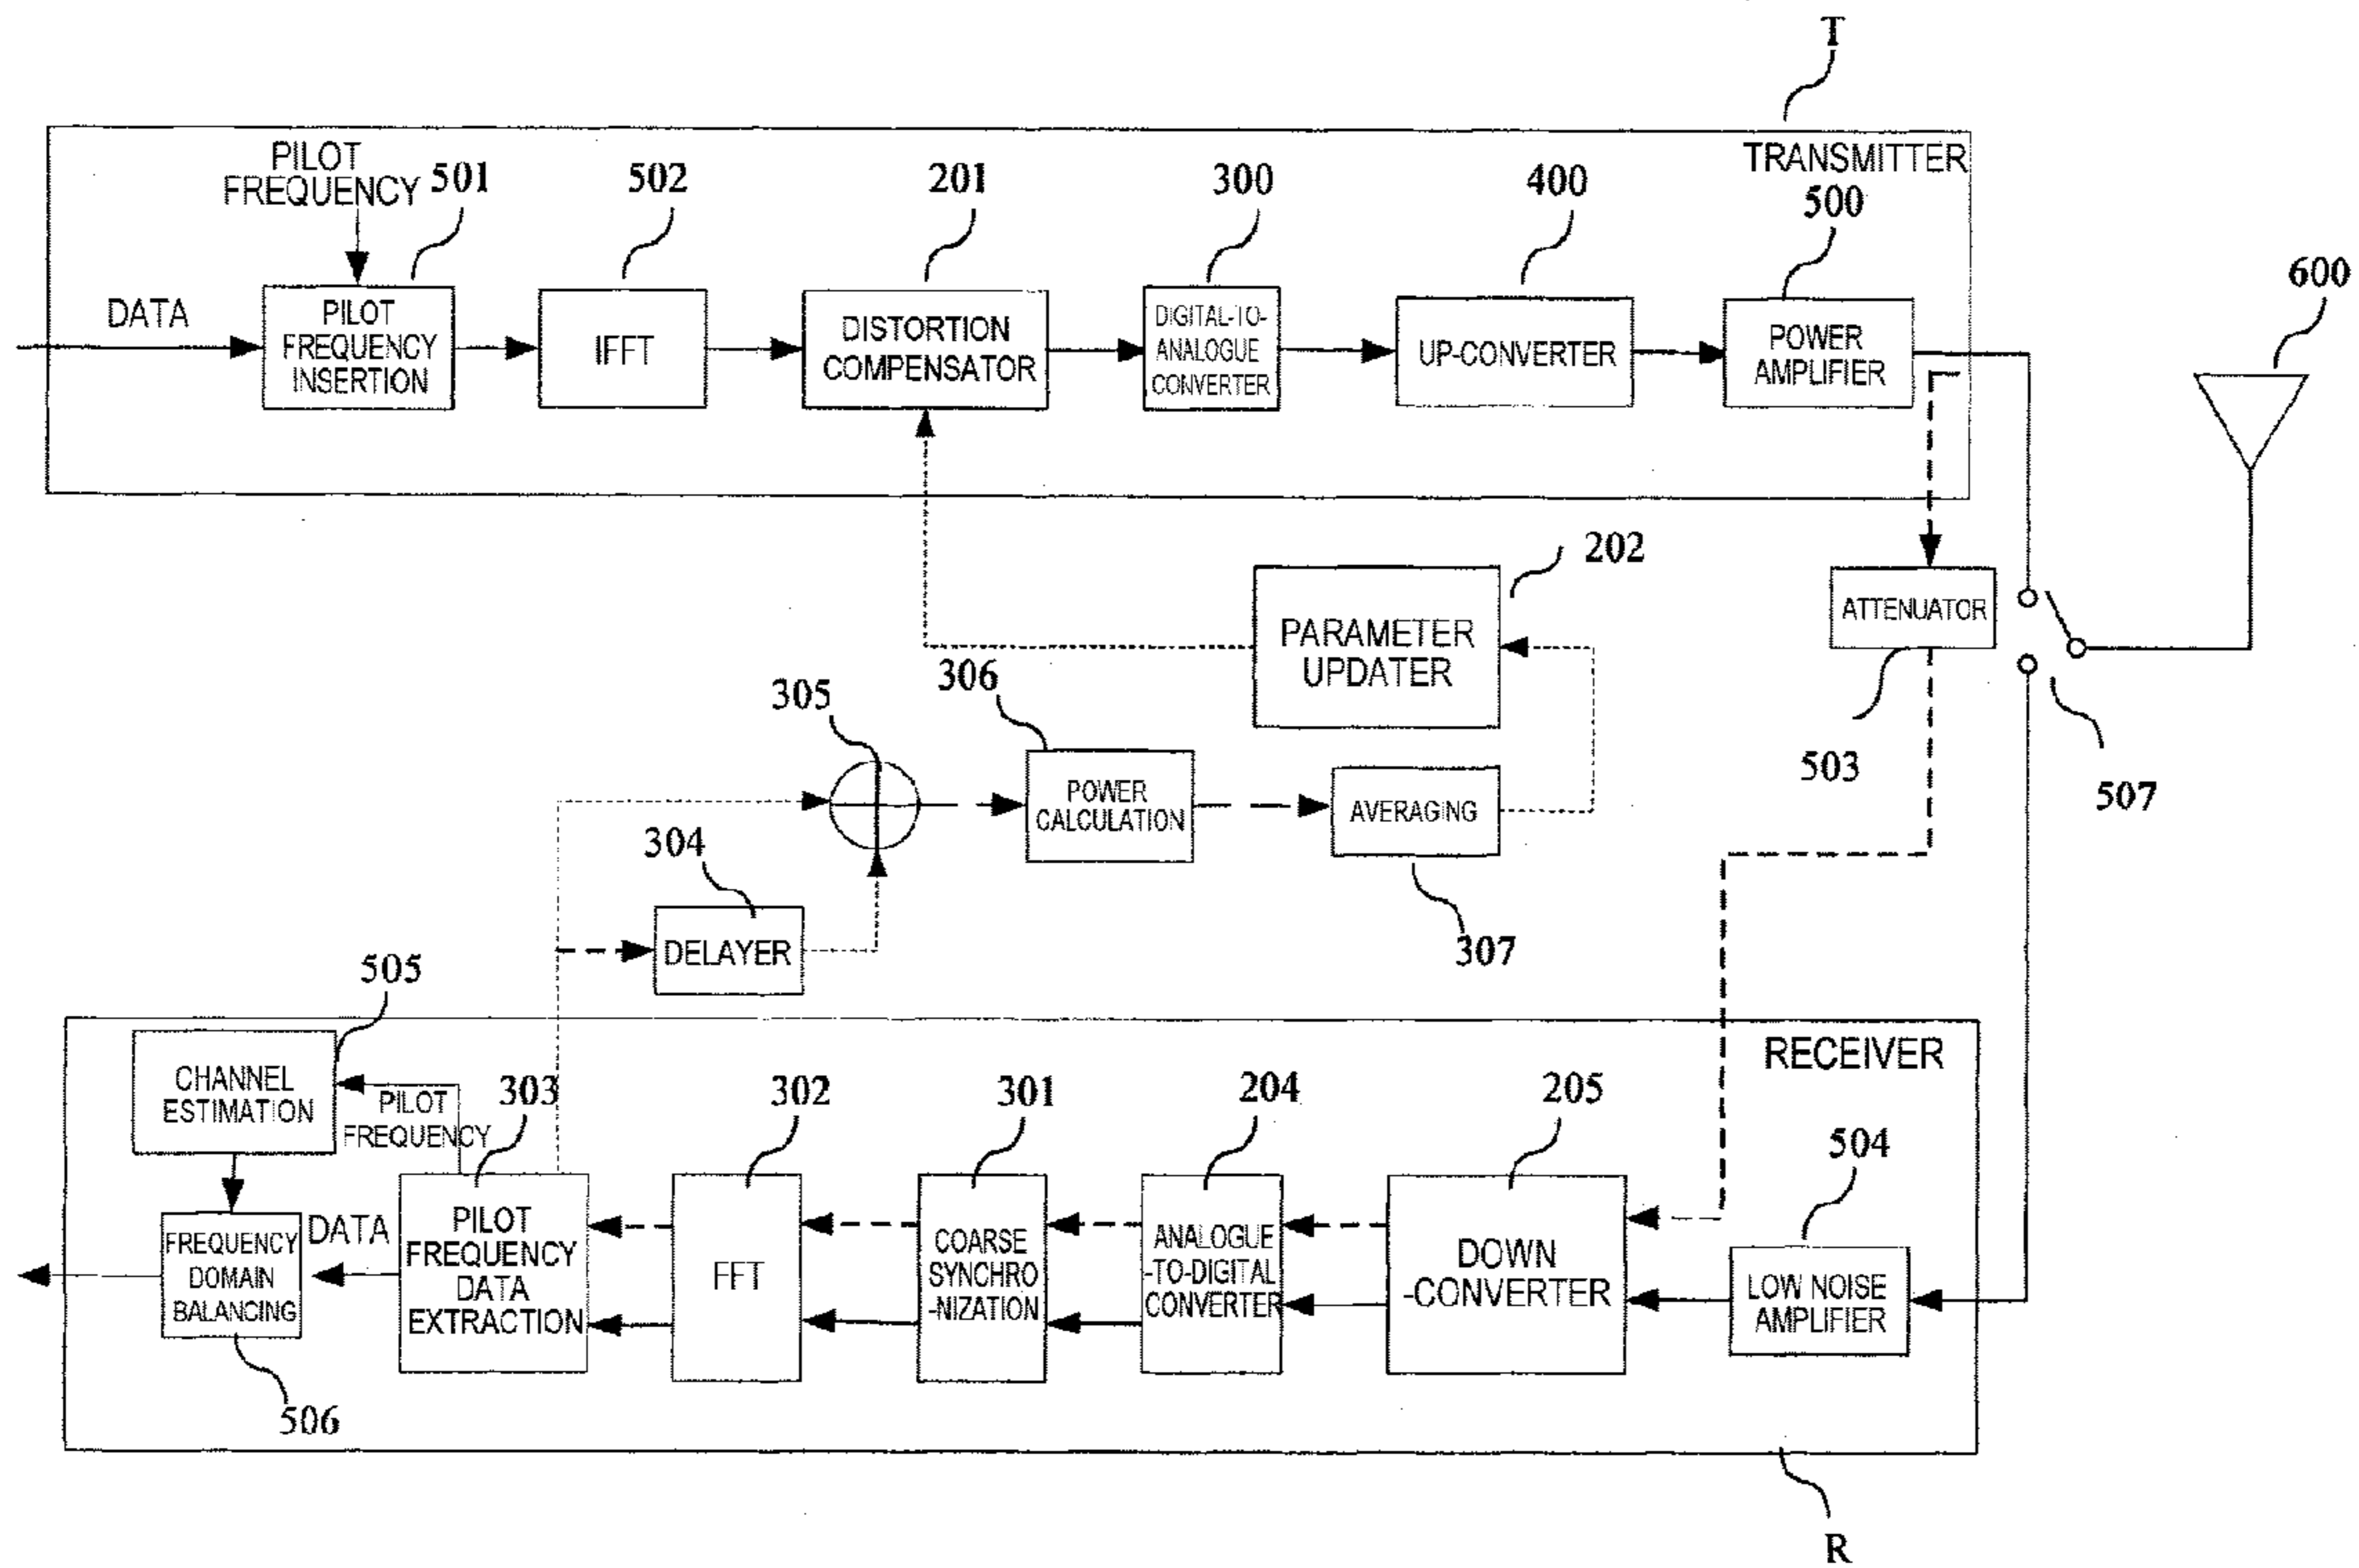 T
TRANSMITTER
PILOT
FREQUENCY
501
502
201
300
400
500
600
DATA
PILOT
FREQUENCY
INSERTION
IFFT
DISTORTION
COMPENSATOR
DIGITAL-TO-
ANALOGUE
CONVERTER
UP-CONVERTER
POWER
AMPLIFIER
202
PARAMETER
UPDATER
ATTENUATOR
503
507
305
306
POWER
CALCULATION
AVERAGING
307
304
DELAYER
505
RECEIVER
CHANNEL
ESTIMATION
PILOT
FREQUENCY
303
302
301
204
205
504
FREQUENCY
DOMAIN
BALANCING
DATA
PILOT
FREQUENCY
DATA
EXTRACTION
FFT
COARSE
SYNCHRO
-NIZATION
ANALOGUE
-TO-DIGITAL
CONVERTER
DOWN
-CONVERTER
LOW NOISE
AMPLIFIER
506
R